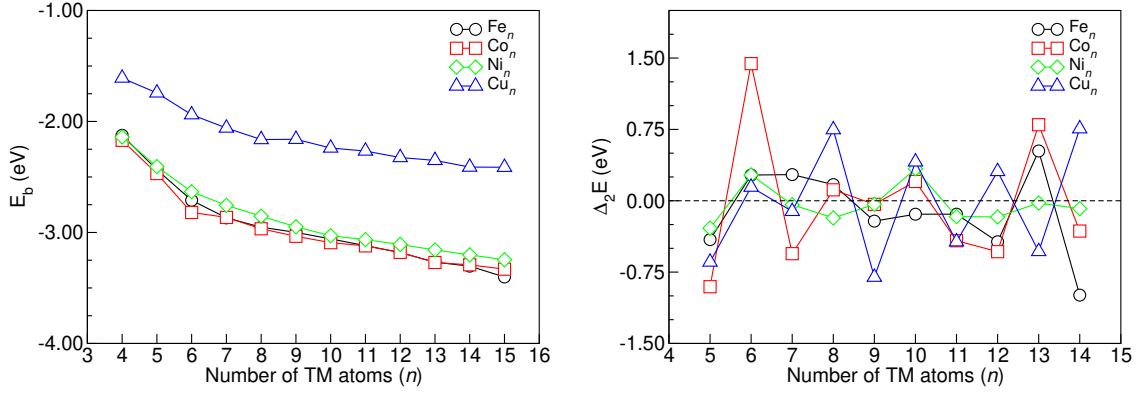 -1.00
-2.00
-3.00
-4.00
E_b (eV)
3 4 5 6 7 8 9 10 11 12 13 14 15 16
Number of TM atoms (n)
Fe_n
Co_n
Ni_n
Cu_n
1.50
0.75
0.00
-0.75
-1.50
Δ_2E (eV)
4 5 6 7 8 9 10 11 12 13 14 15
Number of TM atoms (n)
Fe_n
Co_n
Ni_n
Cu_n